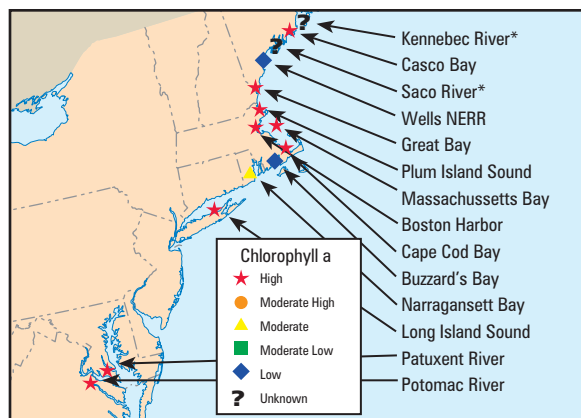 Kennebec River*
Casco Bay
Saco River*
Wells NERR
Great Bay
Plum Island Sound
Massachussetts Bay
Boston Harbor
Cape Cod Bay
Buzzard's Bay
Narragansett Bay
Long Island Sound
Patuxent River
Potomac River
Chlorophyll a
High
Moderate High
Moderate
Moderate Low
Low
? Unknown
?
?